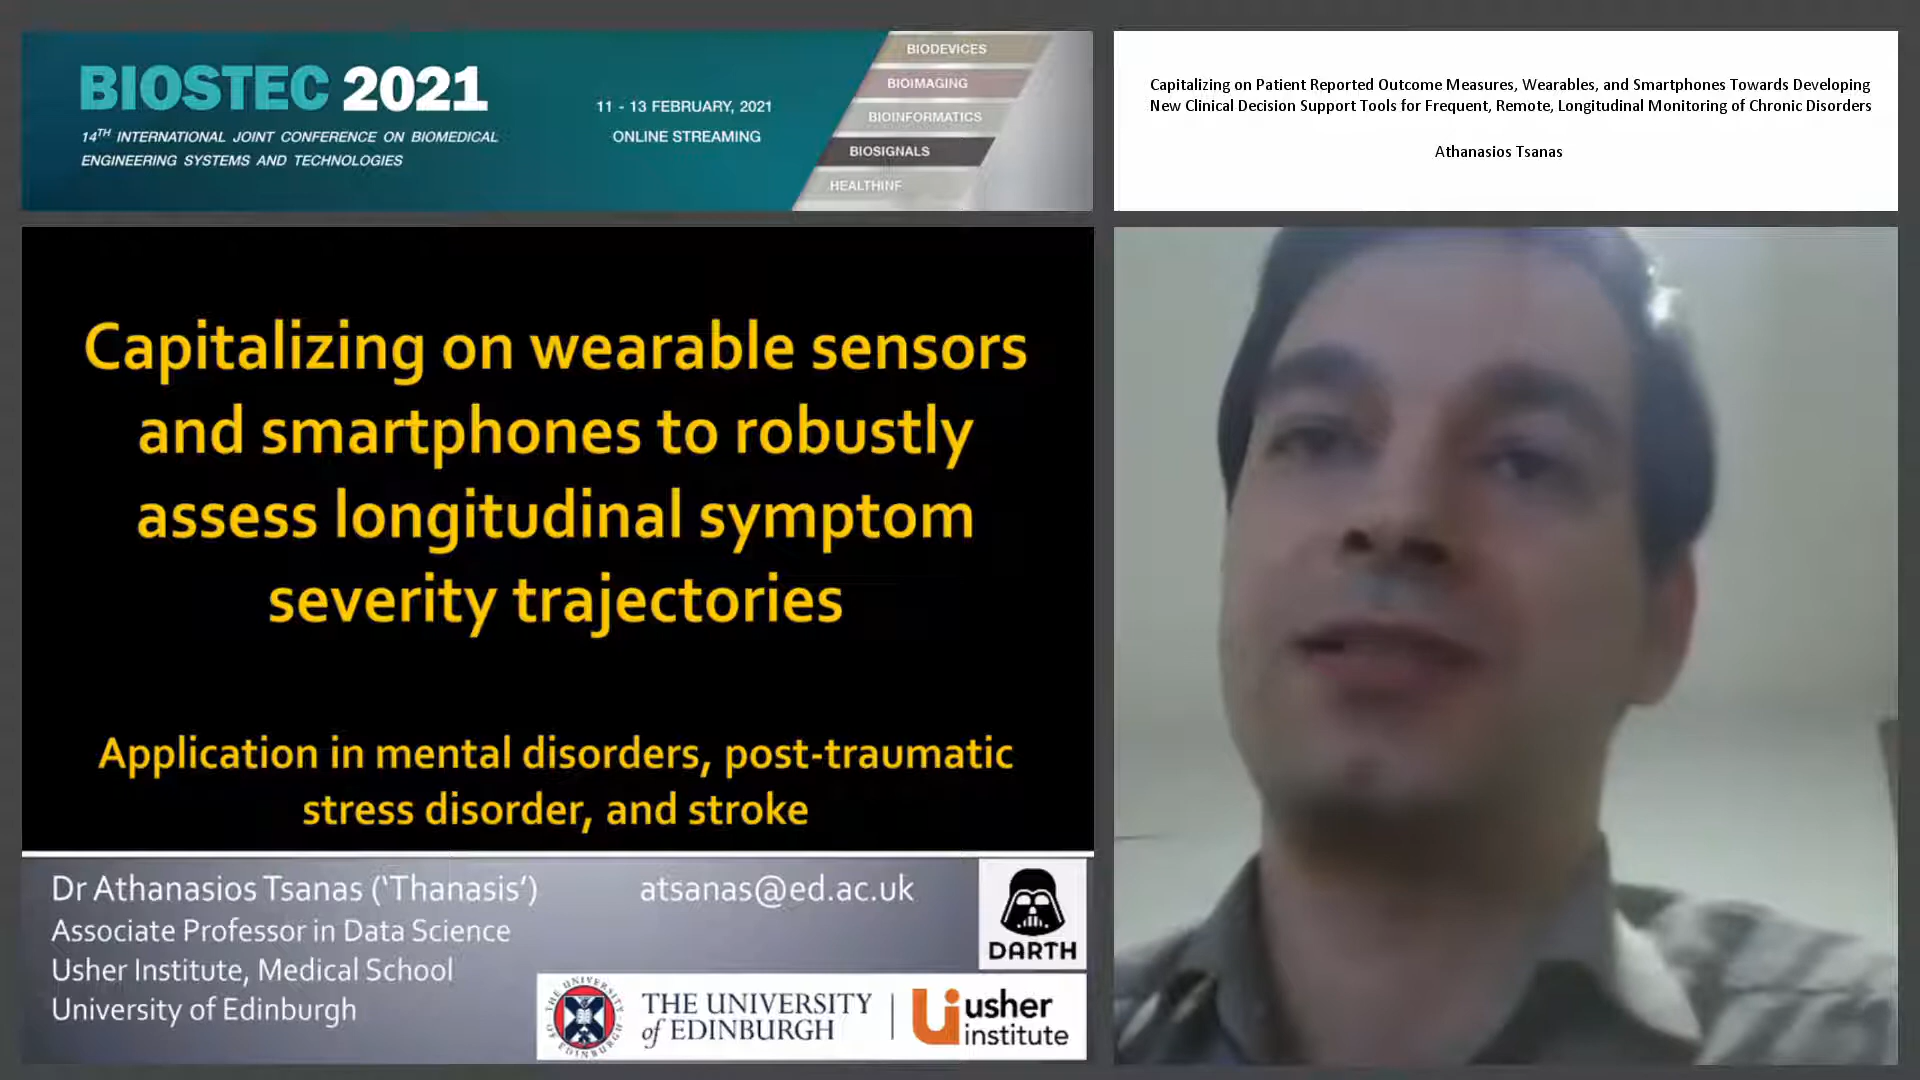 BIOSTEC 2021
14TH INTERNATIONAL JOINT CONFERENCE ON BIOMEDICAL
ENGINEERING SYSTEMS AND TECHNOLOGIES
11 - 13 FEBRUARY, 2021
ONLINE STREAMING
BIODEVICES
BIOIMAGING
BIOINFORMATICS
BIOSIGNALS
HEALTHINF
Capitalizing on Patient Reported Outcome Measures, Wearables, and Smartphones Towards Developing
New Clinical Decision Support Tools for Frequent, Remote, Longitudinal Monitoring of Chronic Disorders
Athanasios Tsanas
Capitalizing on wearable sensors
and smartphones to robustly
assess longitudinal symptom
severity trajectories
Application in mental disorders, post-traumatic
stress disorder, and stroke
Dr Athanasios Tsanas ('Thanasis')
atsanas@ed.ac.uk
Associate Professor in Data Science
Usher Institute, Medical School
University of Edinburgh
DARTH
THE UNIVERSITY
of EDINBURGH
usher
institute